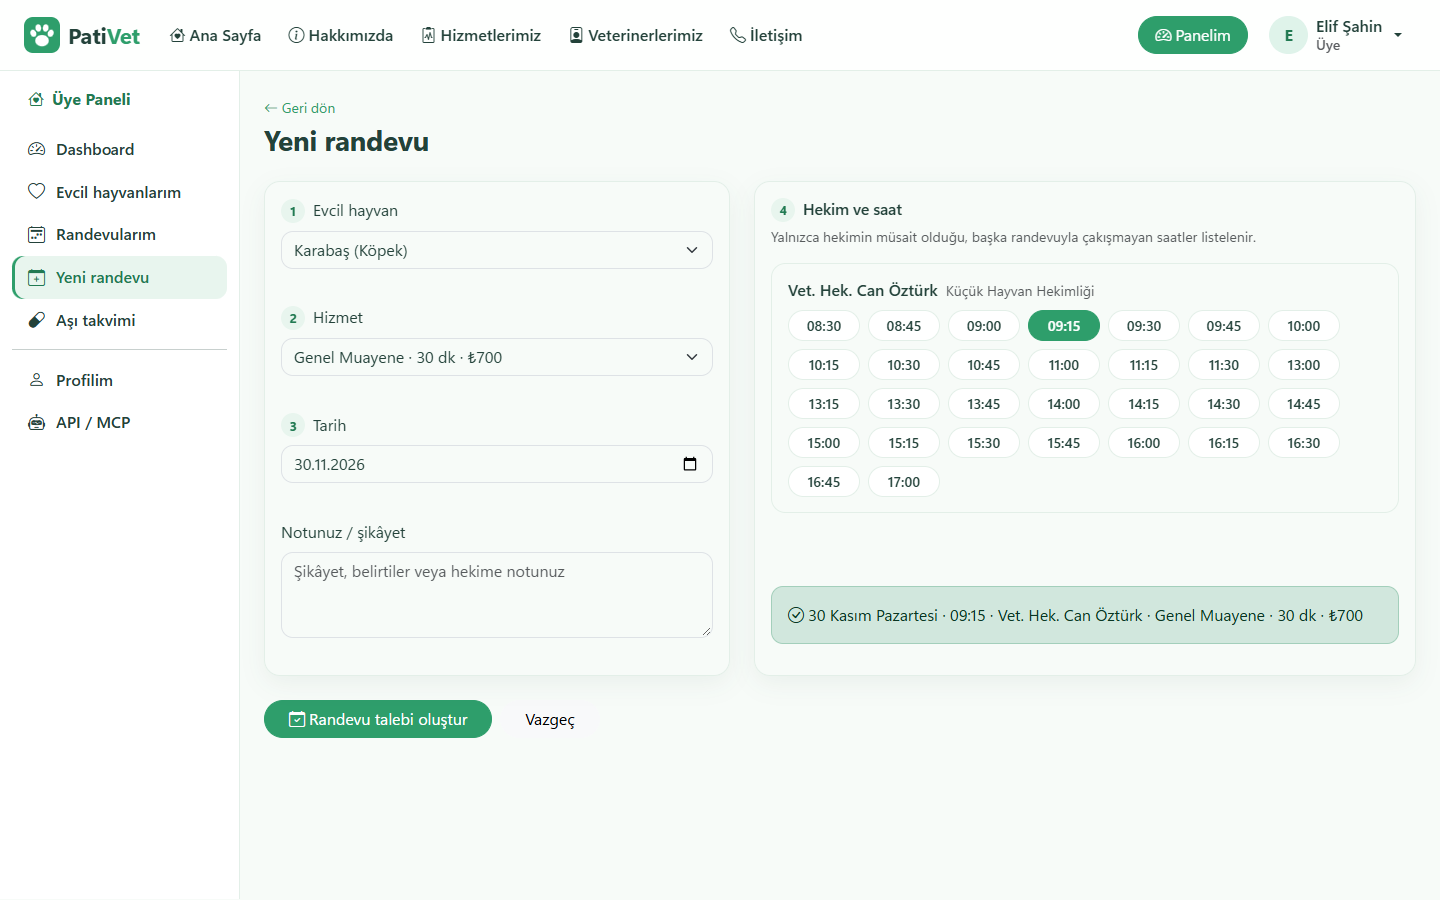 PatiVet
Ana Sayfa
Hakkımızda
Hizmetlerimiz
Veterinerlerimiz
İletişim
Panelim
E
Elif Şahin
Üye
Üye Paneli
Dashboard
Evcil hayvanlarım
Randevularım
Yeni randevu
Aşı takvimi
Profilim
API / MCP
← Geri dön
Yeni randevu
1 Evcil hayvan
Karabaş (Köpek)
2 Hizmet
Genel Muayene · 30 dk · ₺700
3 Tarih
30.11.2026
Notunuz / şikâyet
Şikâyet, belirtiler veya hekime notunuz
4 Hekim ve saat
Yalnızca hekimin müsait olduğu, başka randevuyla çakışmayan saatler listelenir.
Vet. Hek. Can Öztürk Küçük Hayvan Hekimliği
08:30 08:45 09:00 09:15 09:30 09:45 10:00
10:15 10:30 10:45 11:00 11:15 11:30 13:00
13:15 13:30 13:45 14:00 14:15 14:30 14:45
15:00 15:15 15:30 15:45 16:00 16:15 16:30
16:45 17:00
30 Kasım Pazartesi · 09:15 · Vet. Hek. Can Öztürk · Genel Muayene · 30 dk · ₺700
Randevu talebi oluştur
Vazgeç